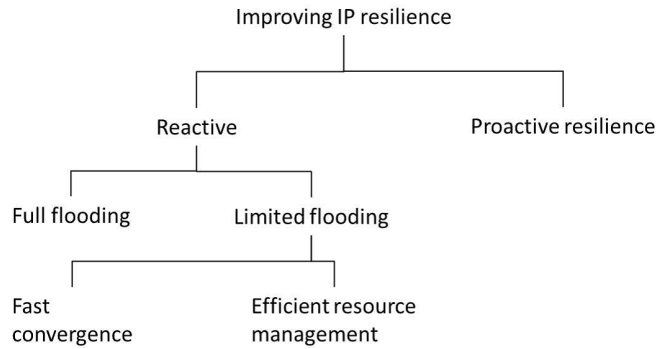 Improving IP resilience
Reactive
Proactive resilience
Full flooding
Limited flooding
Fast
convergence
Efficient resource
management